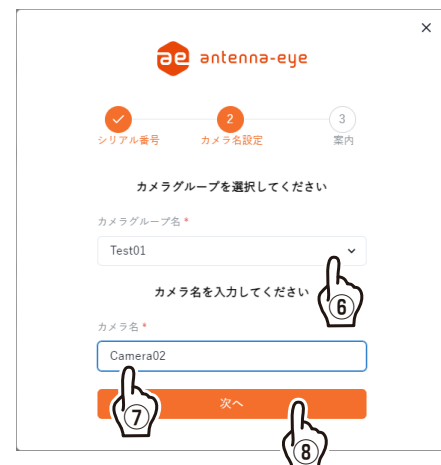 ×
ae antenna-eye
2
3
シリアル番号
カメラ名設定
案内
カメラグループを選択してください
カメラグループ名 *
Test01
⑥
カメラ名を入力してください
カメラ名 *
Camera02
⑦
次へ
⑧